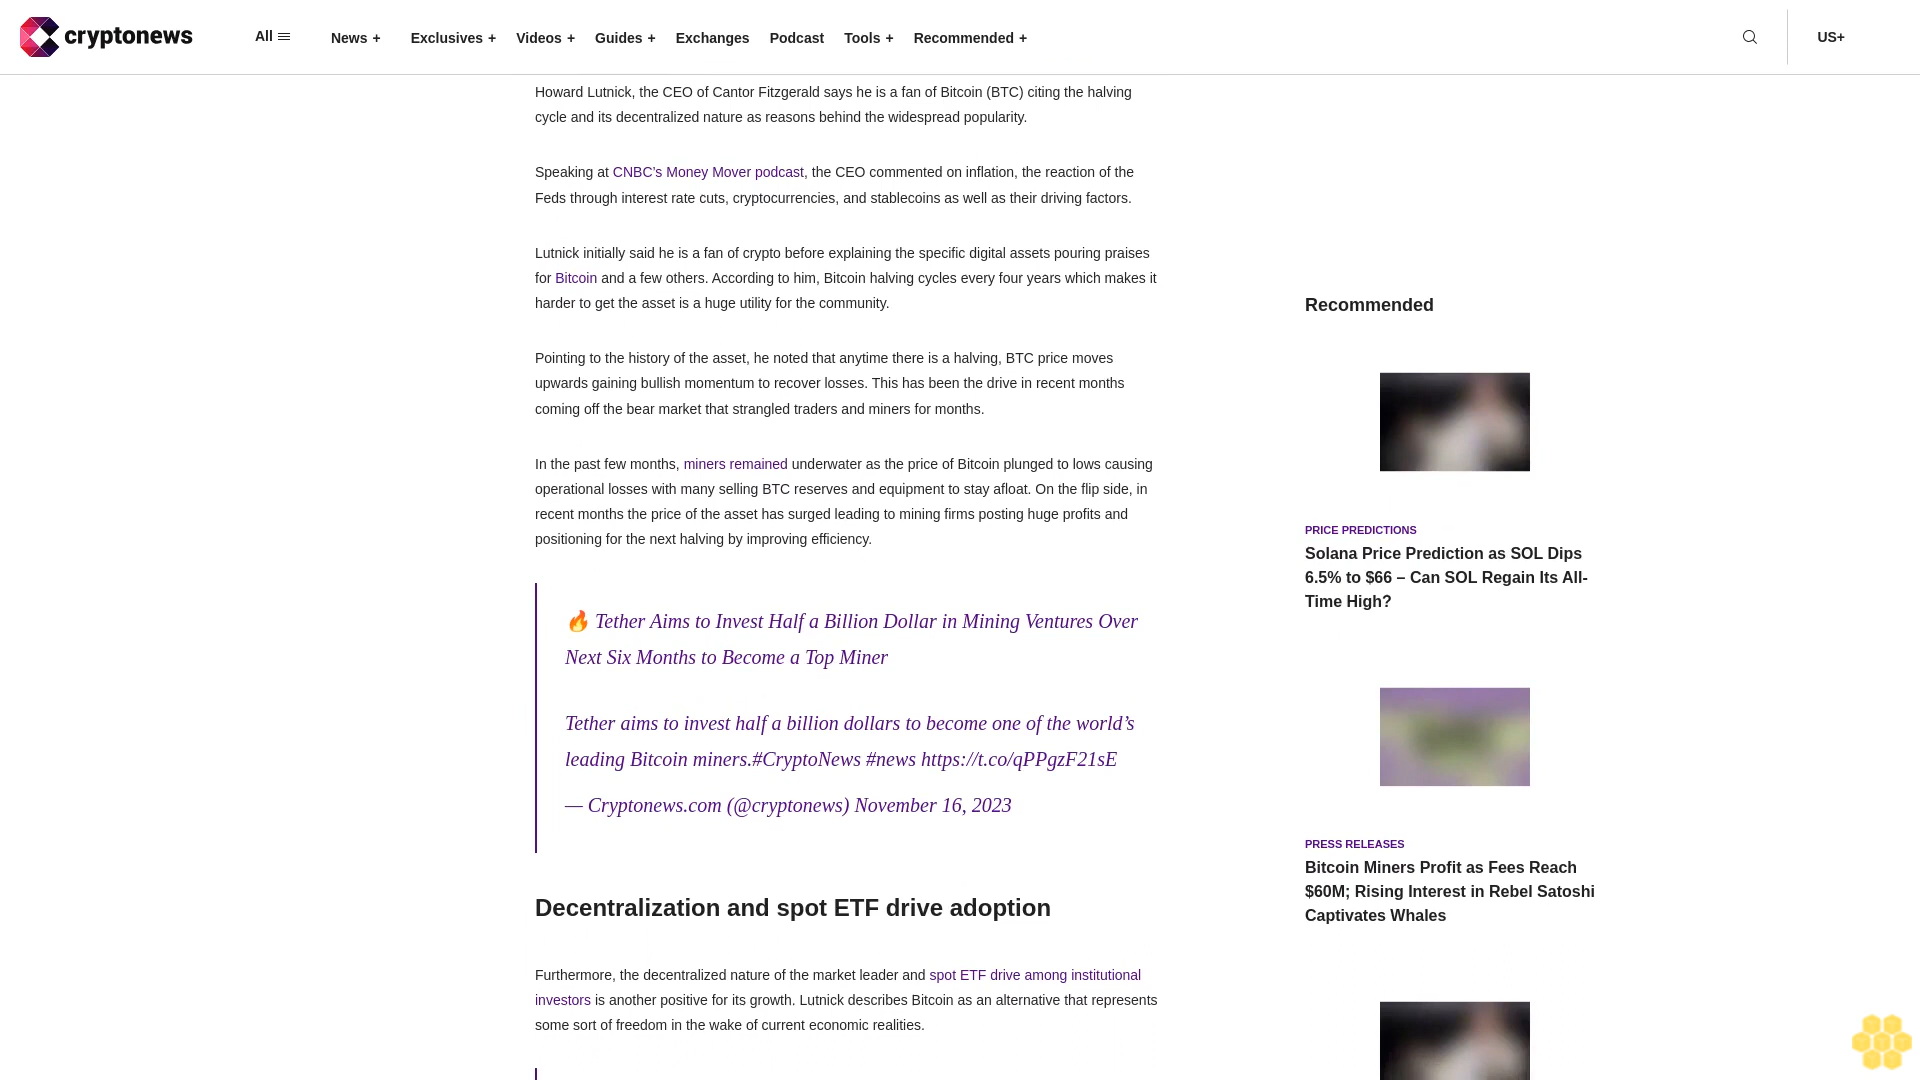 cryptonews
All
News +
Exclusives +
Videos +
Guides +
Exchanges
Podcast
Tools +
Recommended +
US+
Howard Lutnick, the CEO of Cantor Fitzgerald says he is a fan of Bitcoin (BTC) citing the halving
cycle and its decentralized nature as reasons behind the widespread popularity.
Speaking at CNBC's Money Mover podcast, the CEO commented on inflation, the reaction of the
Feds through interest rate cuts, cryptocurrencies, and stablecoins as well as their driving factors.
Lutnick initially said he is a fan of crypto before explaining the specific digital assets pouring praises
for Bitcoin and a few others. According to him, Bitcoin halving cycles every four years which makes it
harder to get the asset is a huge utility for the community.
Pointing to the history of the asset, he noted that anytime there is a halving, BTC price moves
upwards gaining bullish momentum to recover losses. This has been the drive in recent months
coming off the bear market that strangled traders and miners for months.
In the past few months, miners remained underwater as the price of Bitcoin plunged to lows causing
operational losses with many selling BTC reserves and equipment to stay afloat. On the flip side, in
recent months the price of the asset has surged leading to mining firms posting huge profits and
positioning for the next halving by improving efficiency.
🔥 Tether Aims to Invest Half a Billion Dollar in Mining Ventures Over
Next Six Months to Become a Top Miner
Tether aims to invest half a billion dollars to become one of the world's
leading Bitcoin miners.#CryptoNews #news https://t.co/qPPgzF21sE
— Cryptonews.com (@cryptonews) November 16, 2023
Decentralization and spot ETF drive adoption
Furthermore, the decentralized nature of the market leader and spot ETF drive among institutional
investors is another positive for its growth. Lutnick describes Bitcoin as an alternative that represents
some sort of freedom in the wake of current economic realities.
Recommended
PRICE PREDICTIONS
Solana Price Prediction as SOL Dips
6.5% to $66 – Can SOL Regain Its All-
Time High?
PRESS RELEASES
Bitcoin Miners Profit as Fees Reach
$60M; Rising Interest in Rebel Satoshi
Captivates Whales